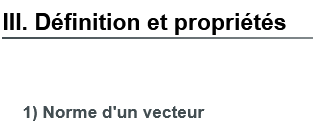 III. Définition et propriétés
1) Norme d'un vecteur